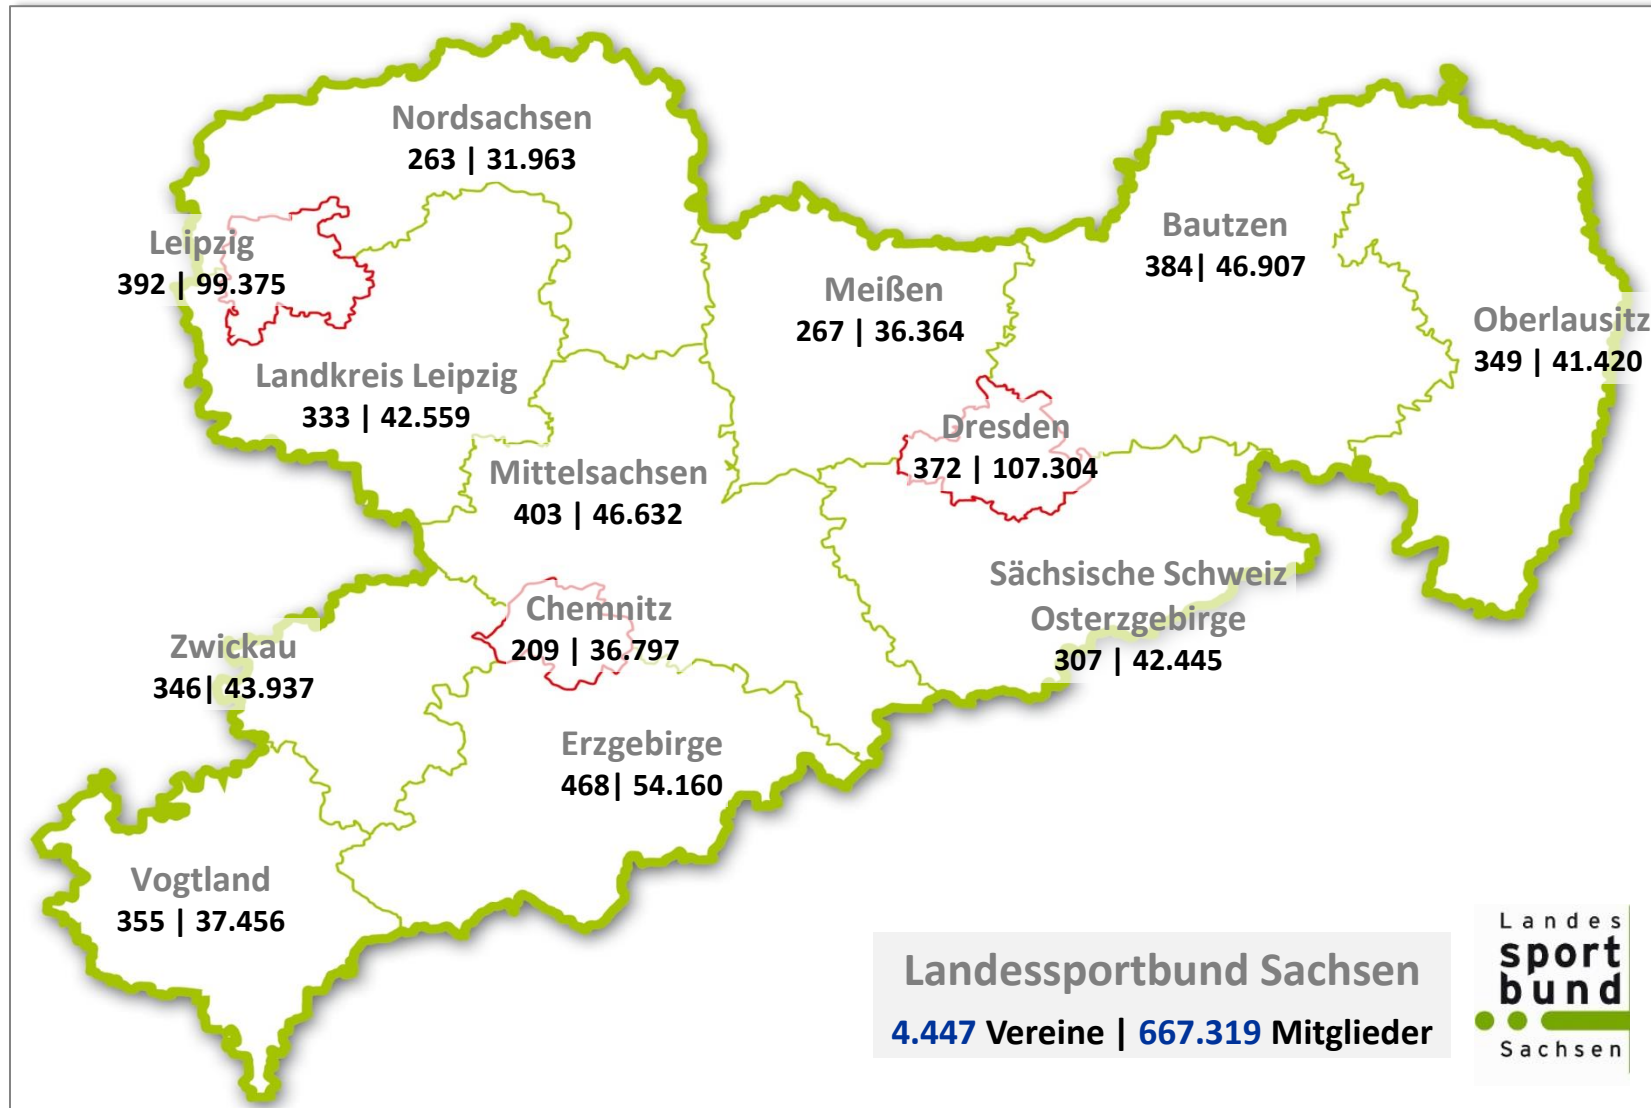 Nordsachsen
263 | 31.963
Leipzig
392 | 99.375
Bautzen
384| 46.907
Meißen
267 | 36.364
Oberlausitz
349 | 41.420
Landkreis Leipzig
333 | 42.559
Dresden
372 | 107.304
Mittelsachsen
403 | 46.632
Sächsische Schweiz
Osterzgebirge
307 | 42.445
Chemnitz
209 | 36.797
Zwickau
346| 43.937
Erzgebirge
468| 54.160
Vogtland
355 | 37.456
Landessportbund Sachsen
4.447 Vereine | 667.319 Mitglieder
Landes
sport
bund
Sachsen